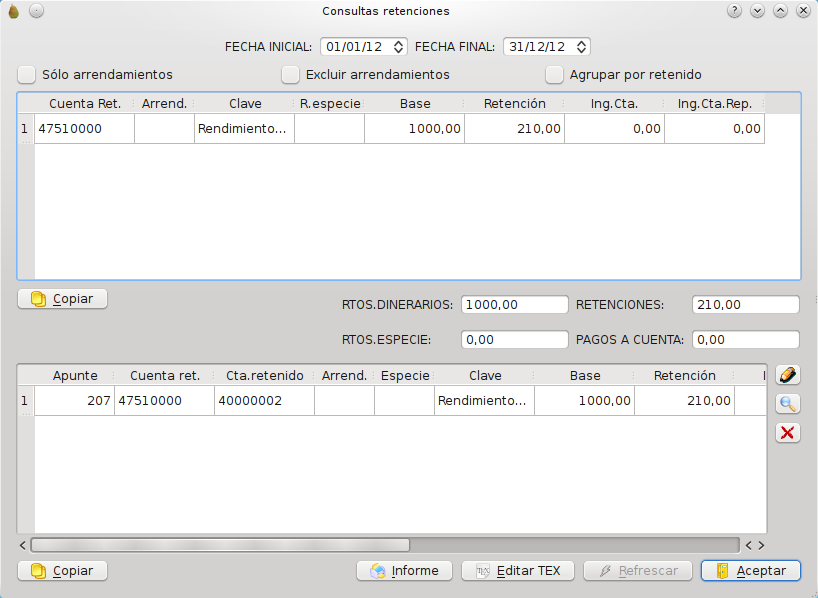 Consultas retenciones
FECHA INICIAL: 01/01/12 FECHA FINAL: 31/12/12
Sólo arrendamientos Excluir arrendamientos Agrupar por retenido
Cuenta Ret. Arrend. Clave R.especie Base Retención Ing.Cta. Ing.Cta.Rep.
1 47510000 Rendimiento... 1000,00 210,00 0,00 0,00
Copiar
RTOS.DINERARIOS: 1000,00 RETENCIONES: 210,00
RTOS.ESPECIE: 0,00 PAGOS A CUENTA: 0,00
Apunte Cuenta ret. Cta.retenido Arrend. Especie Clave Base Retención I
1 207 47510000 40000002 Rendimiento... 1000,00 210,00
Copiar Informe TEX Editar TEX Refrescar Aceptar